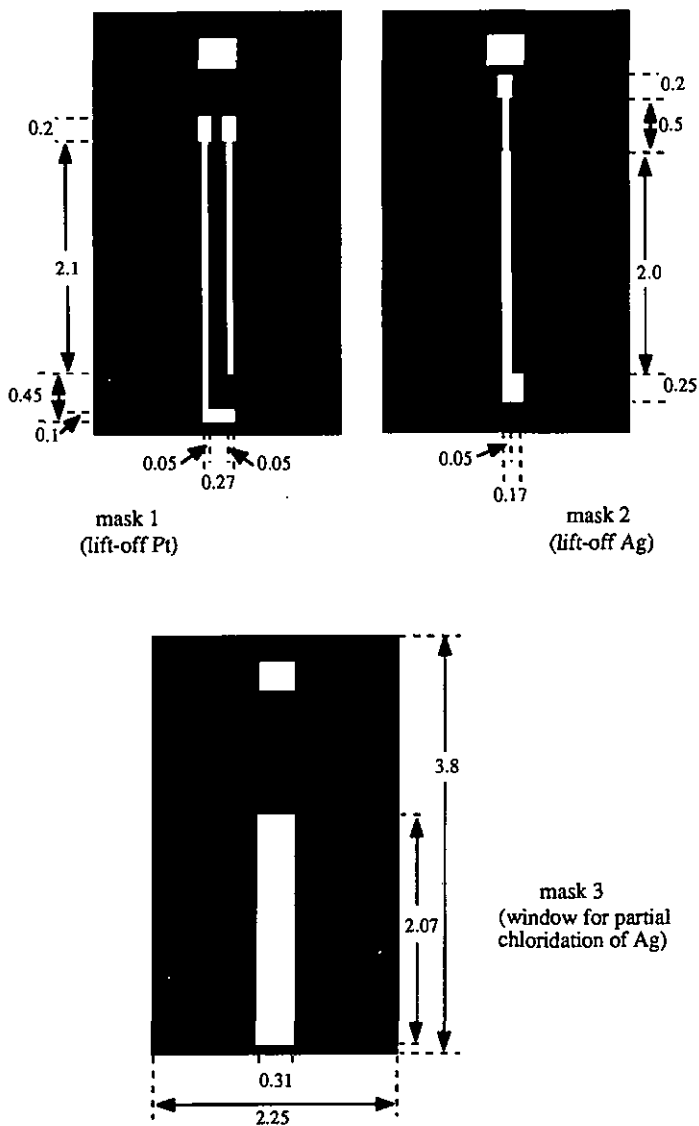 0.2
2.1
0.45
0.1
0.05
0.05
0.27
mask 1
(lift-off Pt)
0.2
0.5
2.0
0.25
0.05
0.17
mask 2
(lift-off Ag)
3.8
2.07
0.31
2.25
mask 3
(window for partial
chloridation of Ag)